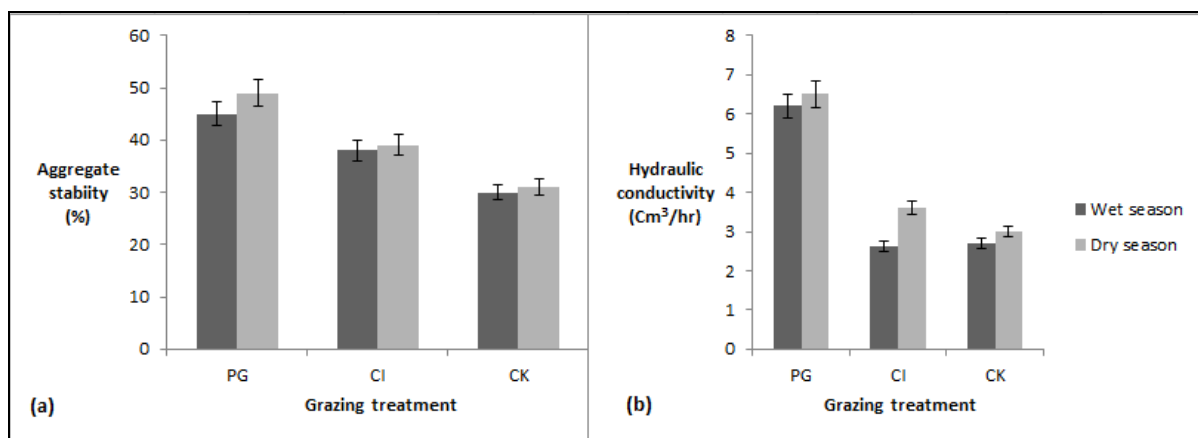 60
50
40
30
20
10
0
Aggregate
stabiity
(%)
PG CI CK
(a) Grazing treatment
8
7
6
5
4
3
2
1
0
Hydraulic
conductivity
(Cm³/hr)
PG CI CK
(b) Grazing treatment
Wet season
Dry season